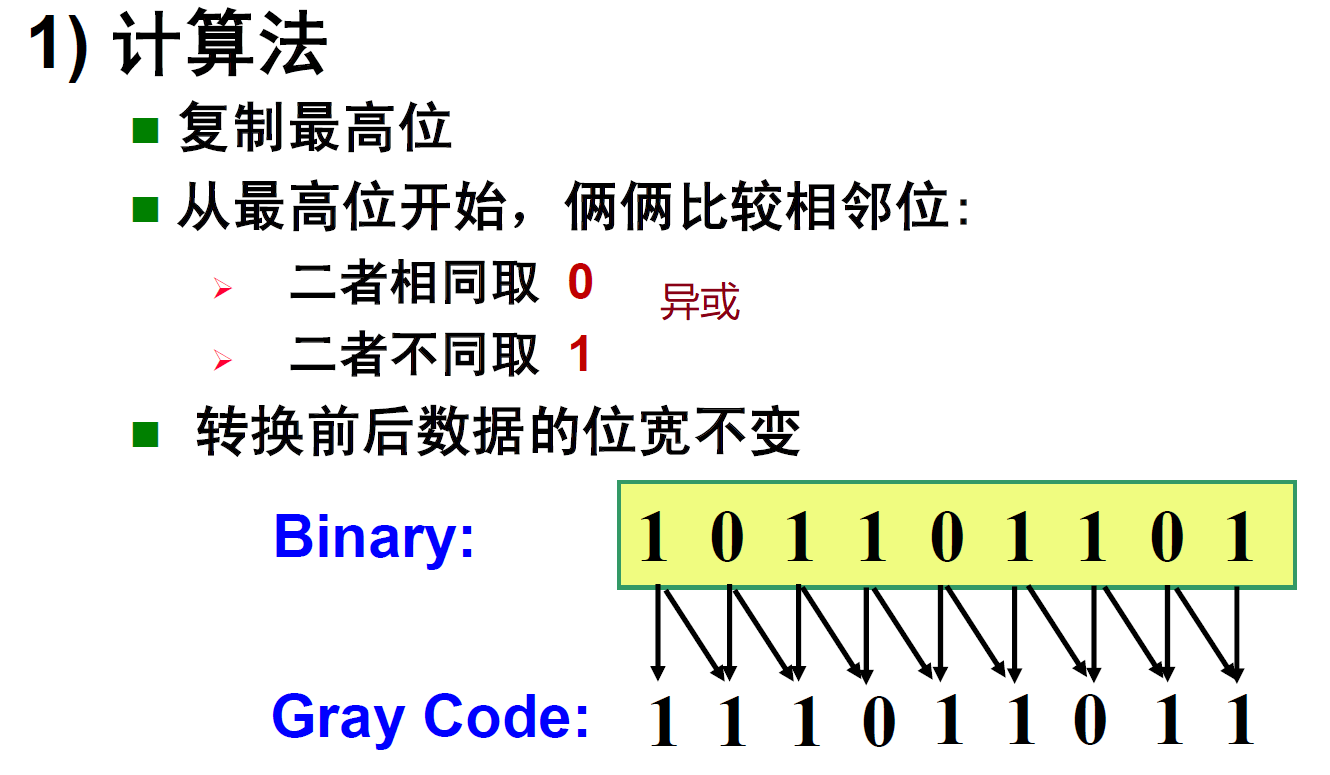 1) 计算法
复制最高位
从最高位开始，俩俩比较相邻位:
二者相同取 0
异或
二者不同取 1
转换前后数据的位宽不变
Binary: 1 0 1 1 0 1 1 0 1
Gray Code: 1 1 1 0 1 1 0 1 1